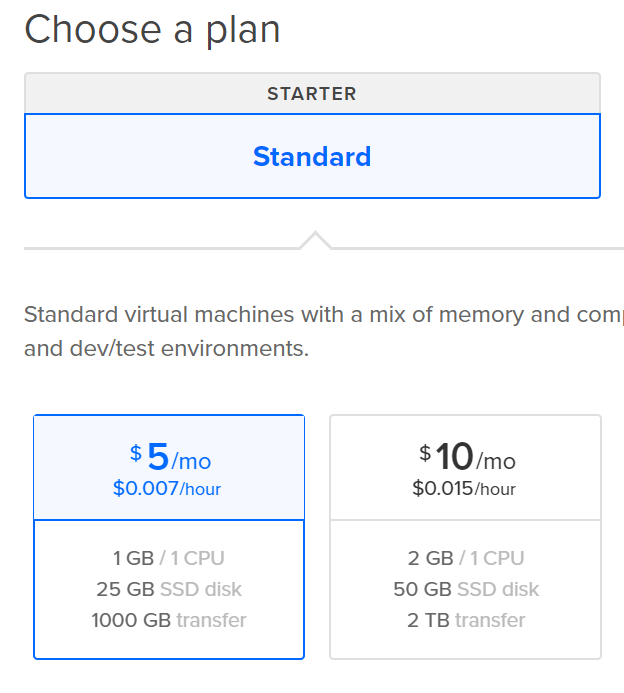 Choose a plan
STARTER
Standard
Standard virtual machines with a mix of memory and
and dev/test environments.
$5/mo
$0.007/hour
1 GB / 1 CPU
25 GB SSD disk
1000 GB transfer
$10/mo
$0.015/hour
2 GB / 1 CPU
50 GB SSD disk
2 TB transfer